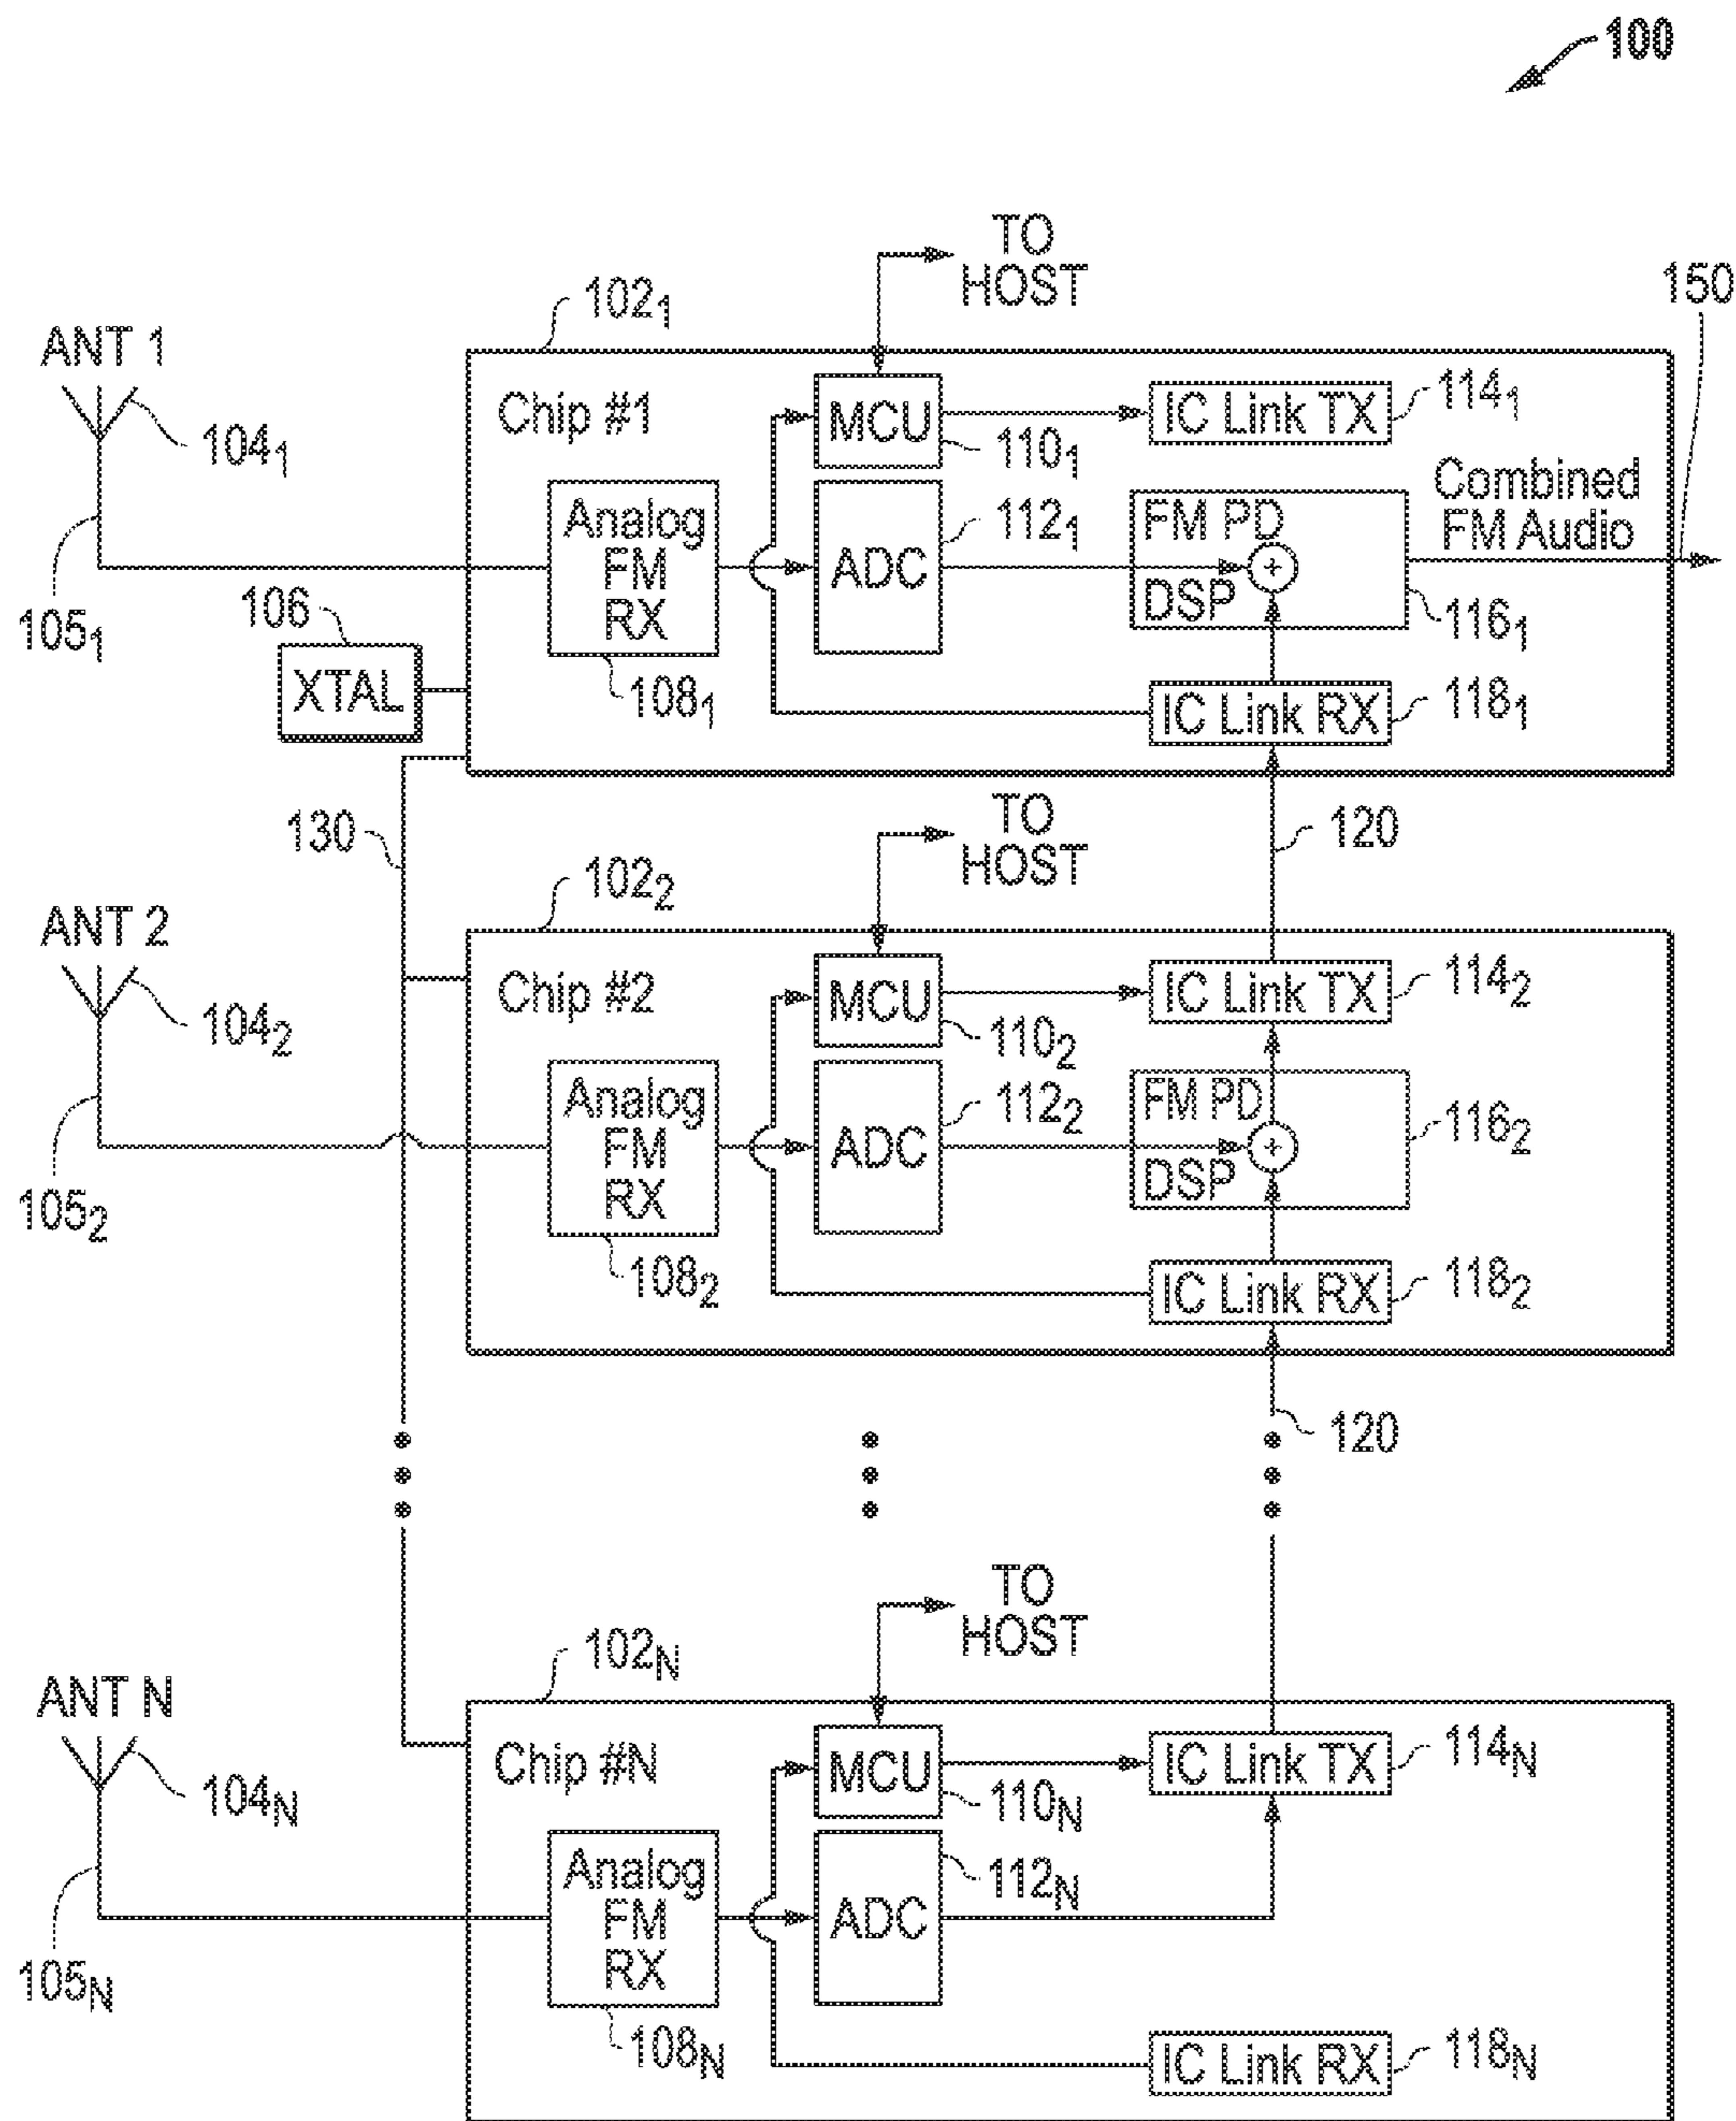 100
TO
HOST
150
102₁
ANT 1
104₁
Chip #1
MCU
110₁
IC Link TX
114₁
Combined
FM Audio
Analog
FM
RX
108₁
ADC
112₁
FM PD
+
DSP
116₁
105₁
106
XTAL
IC Link RX
118₁
130
TO
HOST
120
102₂
ANT 2
104₂
Chip #2
MCU
110₂
IC Link TX
114₂
Analog
FM
RX
108₂
ADC
112₂
FM PD
+
DSP
116₂
105₂
IC Link RX
118₂
120
TO
HOST
102N
ANT N
104N
Chip #N
MCU
110N
IC Link TX
114N
Analog
FM
RX
108N
ADC
112N
105N
IC Link RX
118N